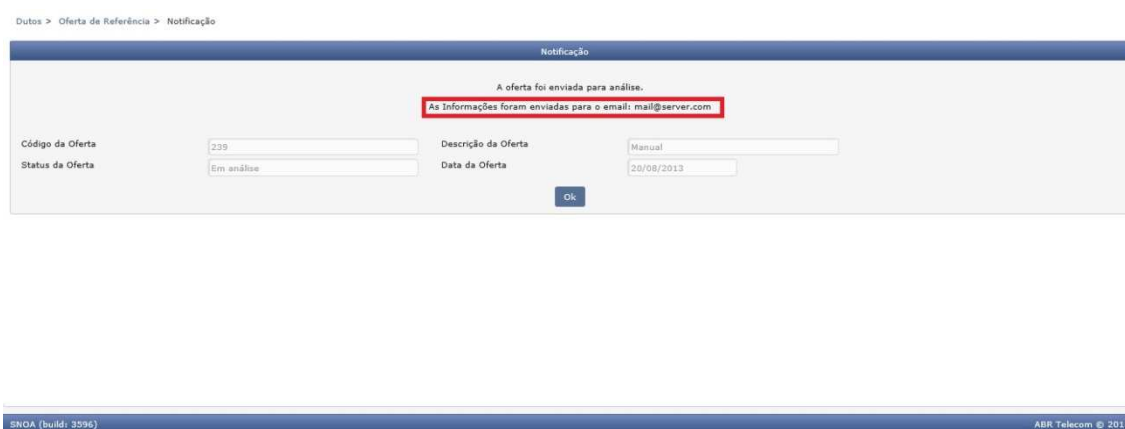 Dutos > Oferta de Referência > Notificação
Notificação
A oferta foi enviada para análise.
As Informações foram enviadas para o email: mail@server.com
Código da Oferta 239 Descrição da Oferta Manual
Status da Oferta Em análise Data da Oferta 20/08/2013
Ok
SNOA (build: 3596) ABR Telecom © 201